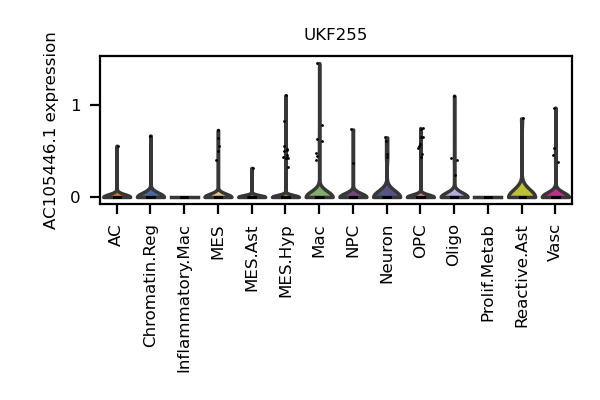 UKF255
AC105446.1 expression
1
0
AC
Chromatin.Reg
Inflammatory.Mac
MES
MES.Ast
MES.Hyp
Mac
NPC
Neuron
OPC
Oligo
Prolif.Metab
Reactive.Ast
Vasc